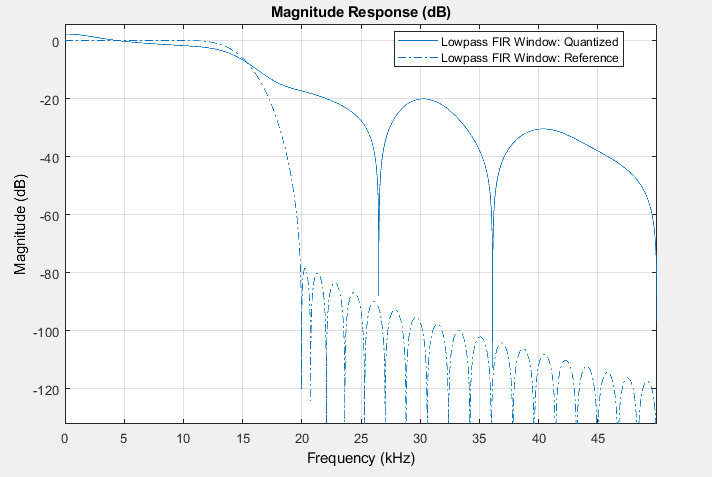 Magnitude Response (dB)
Lowpass FIR Window: Quantized
Lowpass FIR Window: Reference
0
-20
-40
-60
-80
-100
-120
Magnitude (dB)
0 5 10 15 20 25 30 35 40 45
Frequency (kHz)